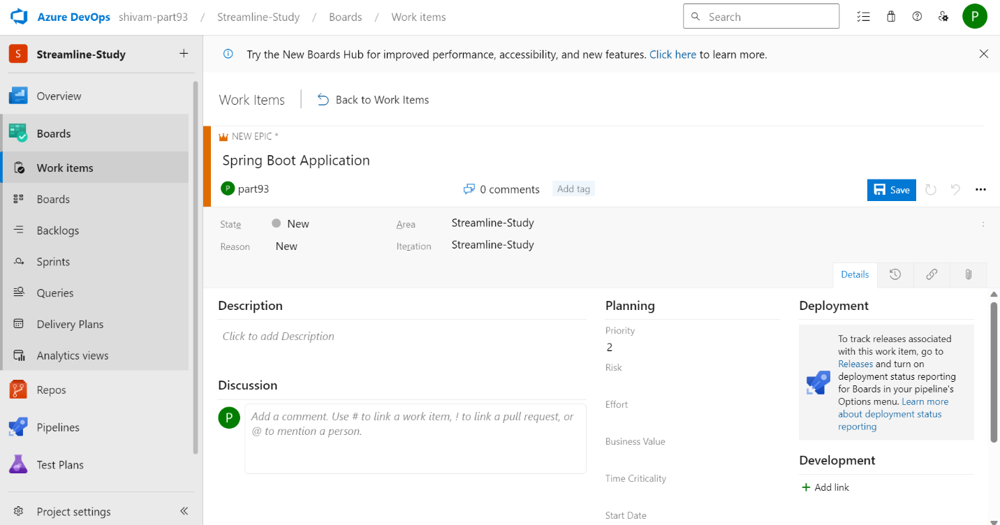 Azure DevOps shivam-part93 / Streamline-Study / Boards / Work items Search P
S Streamline-Study +
Overview
Boards
Work items
Boards
Backlogs
Sprints
Queries
Delivery Plans
Analytics views
Repos
Pipelines
Test Plans
Project settings
Try the New Boards Hub for improved performance, accessibility, and new features. Click here to learn more.
Work Items Back to Work Items
NEW EPIC *
Spring Boot Application
P part93 0 comments Add tag Save
State New Area Streamline-Study
Reason New Iteration Streamline-Study
Details
Description
Click to add Description
Discussion
P Add a comment. Use # to link a work item, ! to link a pull request, or
@ to mention a person.
Planning
Priority
2
Risk
Effort
Business Value
Time Criticality
Start Date
Deployment
To track releases associated
with this work item, go to
Releases and turn on
deployment status reporting
for Boards in your pipeline's
Options menu. Learn more
about deployment status
reporting
Development
+ Add link